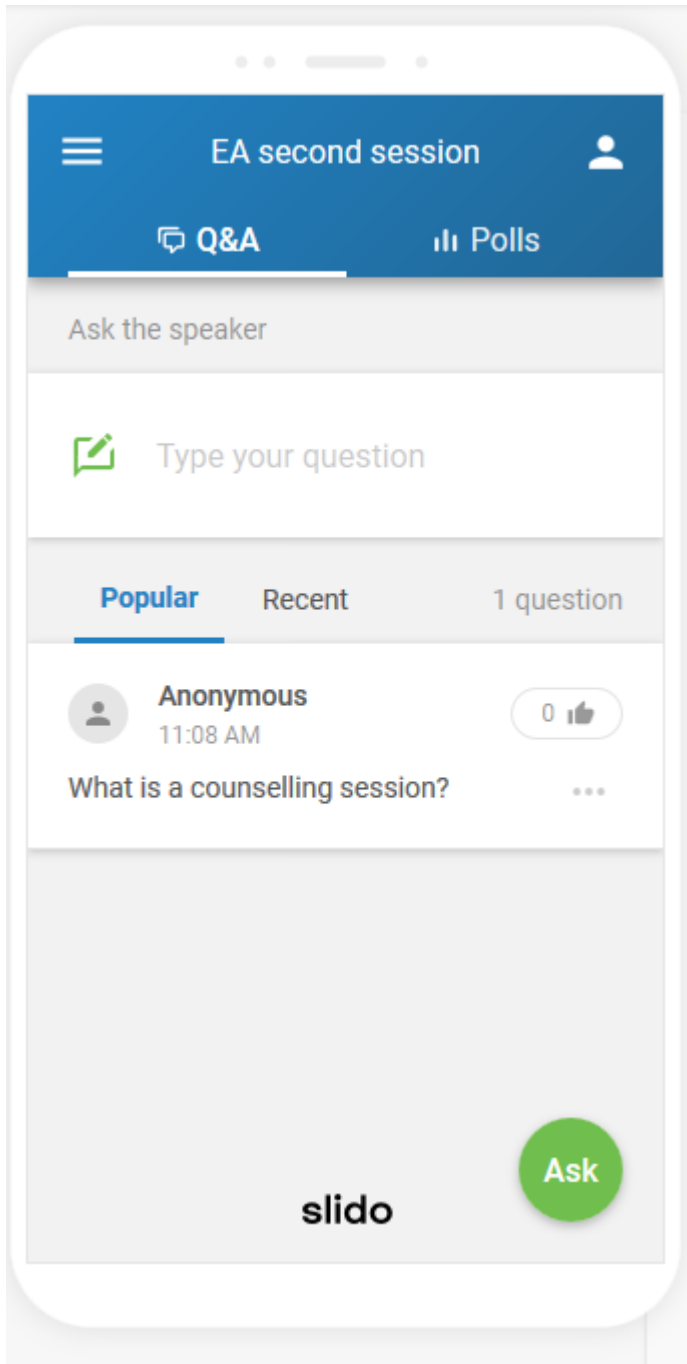 EA second session
Q&A Polls
Ask the speaker
Type your question
Popular Recent 1 question
Anonymous
0
11:08 AM
What is a counselling session?
Ask
slido